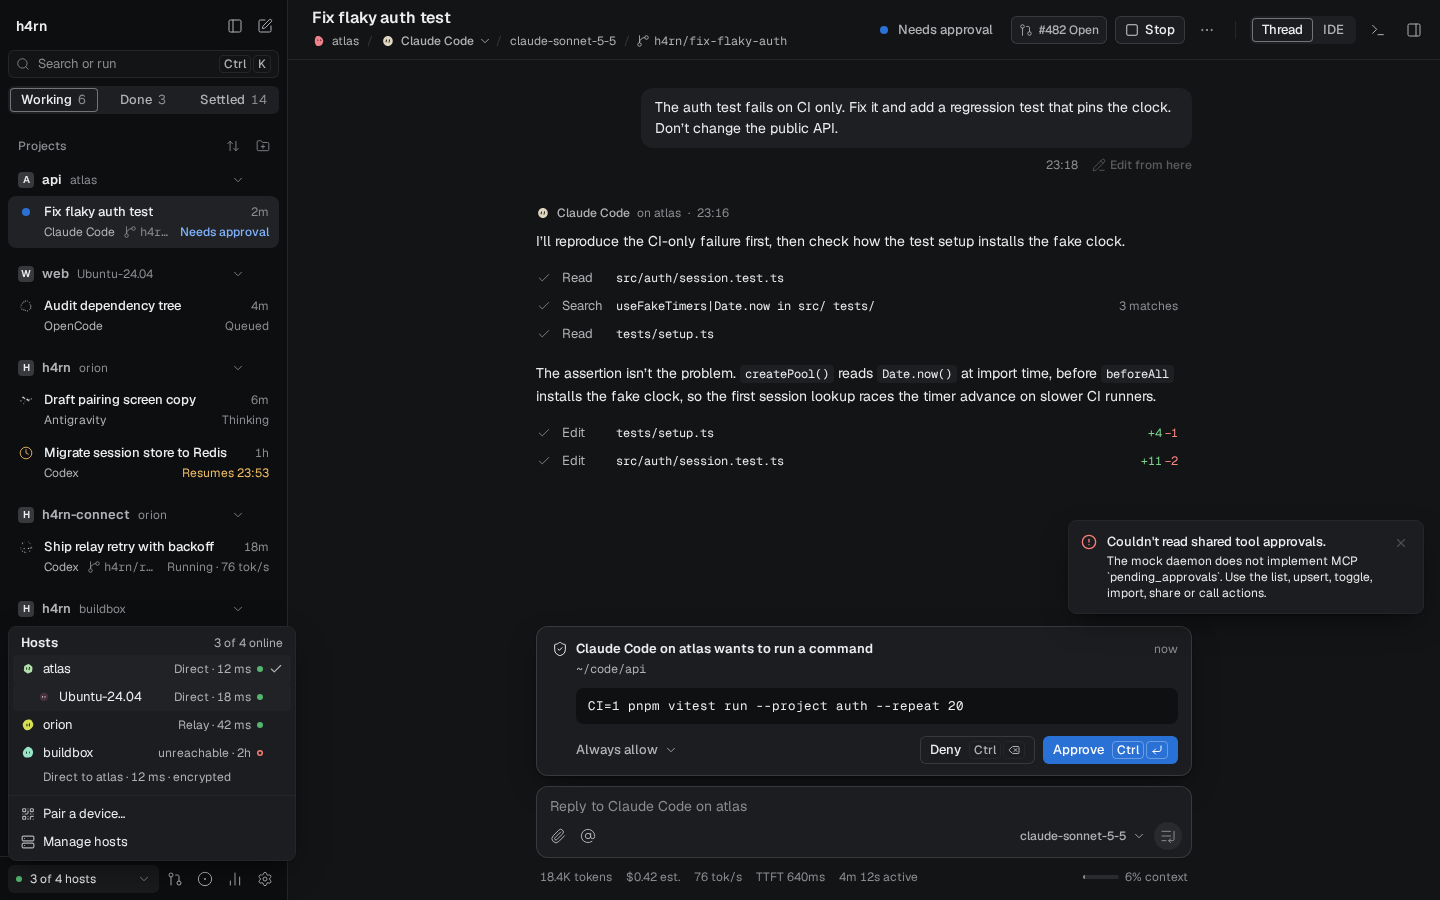 h4rn
Search or run Ctrl K
Working 6 Done 3 Settled 14
Projects
A api atlas
Fix flaky auth test 2m
Claude Code h4r... Needs approval
W web Ubuntu-24.04
Audit dependency tree 4m
OpenCode Queued
H h4rn orion
Draft pairing screen copy 6m
Antigravity Thinking
Migrate session store to Redis 1h
Codex Resumes 23:53
H h4rn-connect orion
Ship relay retry with backoff 18m
Codex h4rn/r... Running · 76 tok/s
H h4rn buildbox
Hosts 3 of 4 online
atlas Direct · 12 ms
Ubuntu-24.04 Direct · 18 ms
orion Relay · 42 ms
buildbox unreachable · 2h
Direct to atlas · 12 ms · encrypted
Pair a device...
Manage hosts
3 of 4 hosts
Fix flaky auth test
atlas / Claude Code / claude-sonnet-5-5 / h4rn/fix-flaky-auth
Needs approval #482 Open Stop Thread IDE
The auth test fails on CI only. Fix it and add a regression test that pins the clock.
Don't change the public API.
23:18 Edit from here
Claude Code on atlas · 23:16
I'll reproduce the CI-only failure first, then check how the test setup installs the fake clock.
Read src/auth/session.test.ts
Search useFakeTimers|Date.now in src/ tests/ 3 matches
Read tests/setup.ts
The assertion isn't the problem. createPool() reads Date.now() at import time, before beforeAll
installs the fake clock, so the first session lookup races the timer advance on slower CI runners.
Edit tests/setup.ts +4 −1
Edit src/auth/session.test.ts +11 −2
Couldn't read shared tool approvals.
The mock daemon does not implement MCP
`pending_approvals`. Use the list, upsert, toggle,
import, share or call actions.
Claude Code on atlas wants to run a command now
~/code/api
CI=1 pnpm vitest run --project auth --repeat 20
Always allow Deny Ctrl Approve Ctrl
Reply to Claude Code on atlas
claude-sonnet-5-5
18.4K tokens $0.42 est. 76 tok/s TTFT 640ms 4m 12s active 6% context